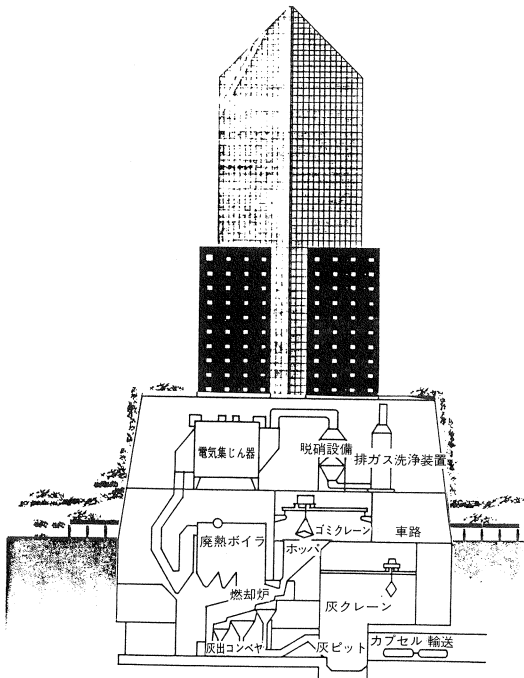 電気集じん器
脱硝設備
排ガス洗浄装置
ゴミクレーン
車路
廃熱ボイラ
ホッパ
燃却炉
灰クレーン
灰出コンベヤ
灰ピット
カプセル 輸送